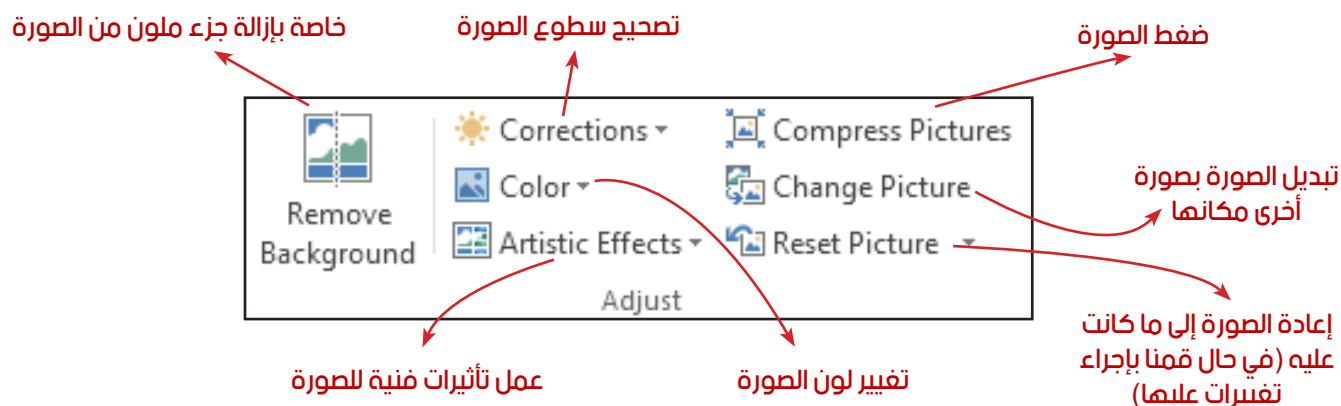 خاصة بإزالة جزء ملون من الصورة
تصحيح سطوع الصورة
ضغط الصورة
Remove
Background
Corrections
Color
Artistic Effects
Compress Pictures
Change Picture
Reset Picture
Adjust
تبديل الصورة بصورة
أخرى مكانها
إعادة الصورة إلى ما كانت
عليه (في حال قمنا بإجراء
تغييرات عليها)
عمل تأثيرات فنية للصورة
تغيير لون الصورة